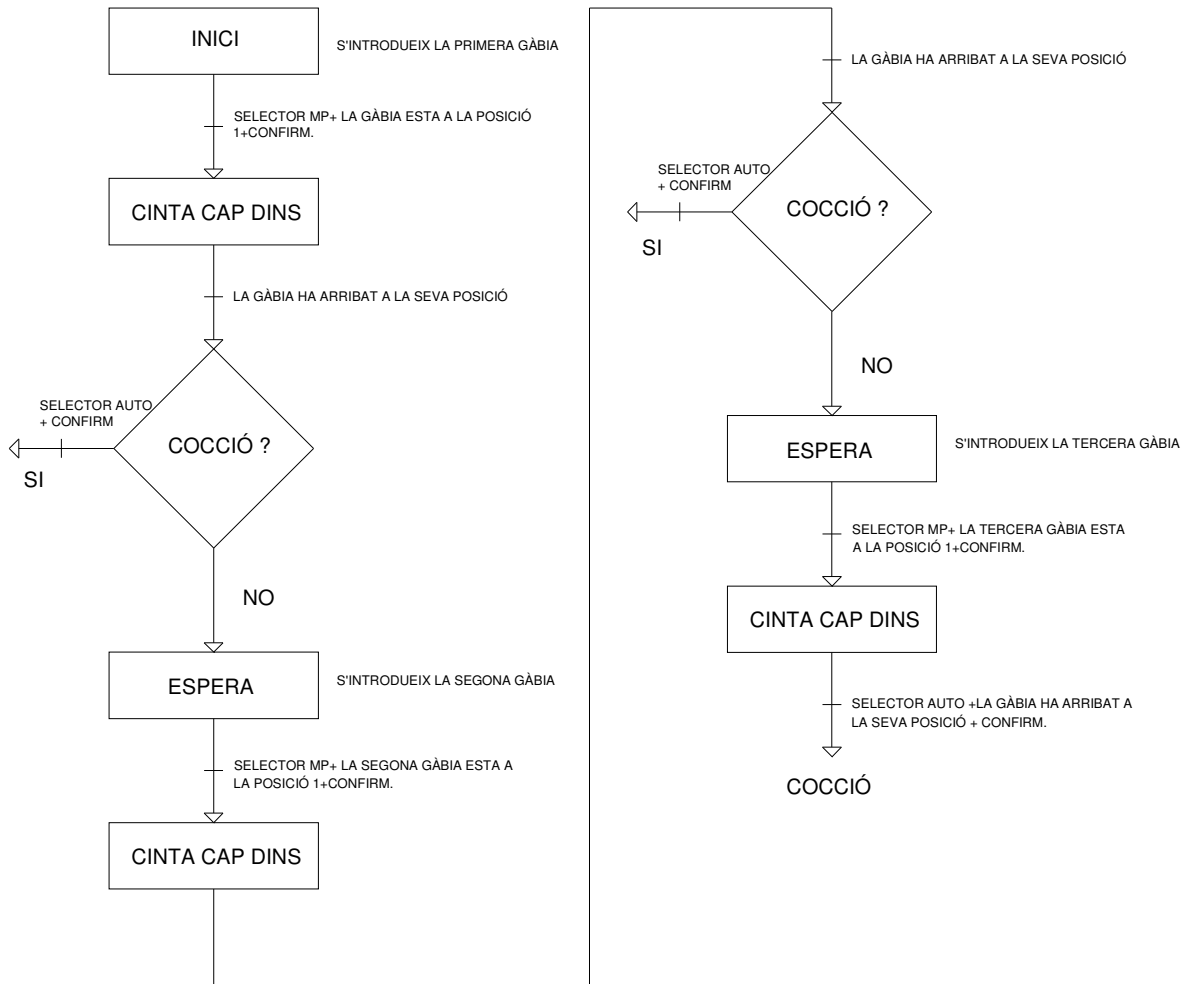 INICI
S'INTRODUEIX LA PRIMERA GÀBIA
SELECTOR MP+ LA GÀBIA ESTA A LA POSICIÓ
1+CONFIRM.
CINTA CAP DINS
LA GÀBIA HA ARRIBAT A LA SEVA POSICIÓ
SELECTOR AUTO
+ CONFIRM
COCCIÓ ?
SI
NO
ESPERA
S'INTRODUEIX LA SEGONA GÀBIA
SELECTOR MP+ LA SEGONA GÀBIA ESTA A
LA POSICIÓ 1+CONFIRM.
CINTA CAP DINS
LA GÀBIA HA ARRIBAT A LA SEVA POSICIÓ
SELECTOR AUTO
+ CONFIRM
COCCIÓ ?
SI
NO
ESPERA
S'INTRODUEIX LA TERCERA GÀBIA
SELECTOR MP+ LA TERCERA GÀBIA ESTA
A LA POSICIÓ 1+CONFIRM.
CINTA CAP DINS
SELECTOR AUTO +LA GÀBIA HA ARRIBAT A
LA SEVA POSICIÓ + CONFIRM.
COCCIÓ